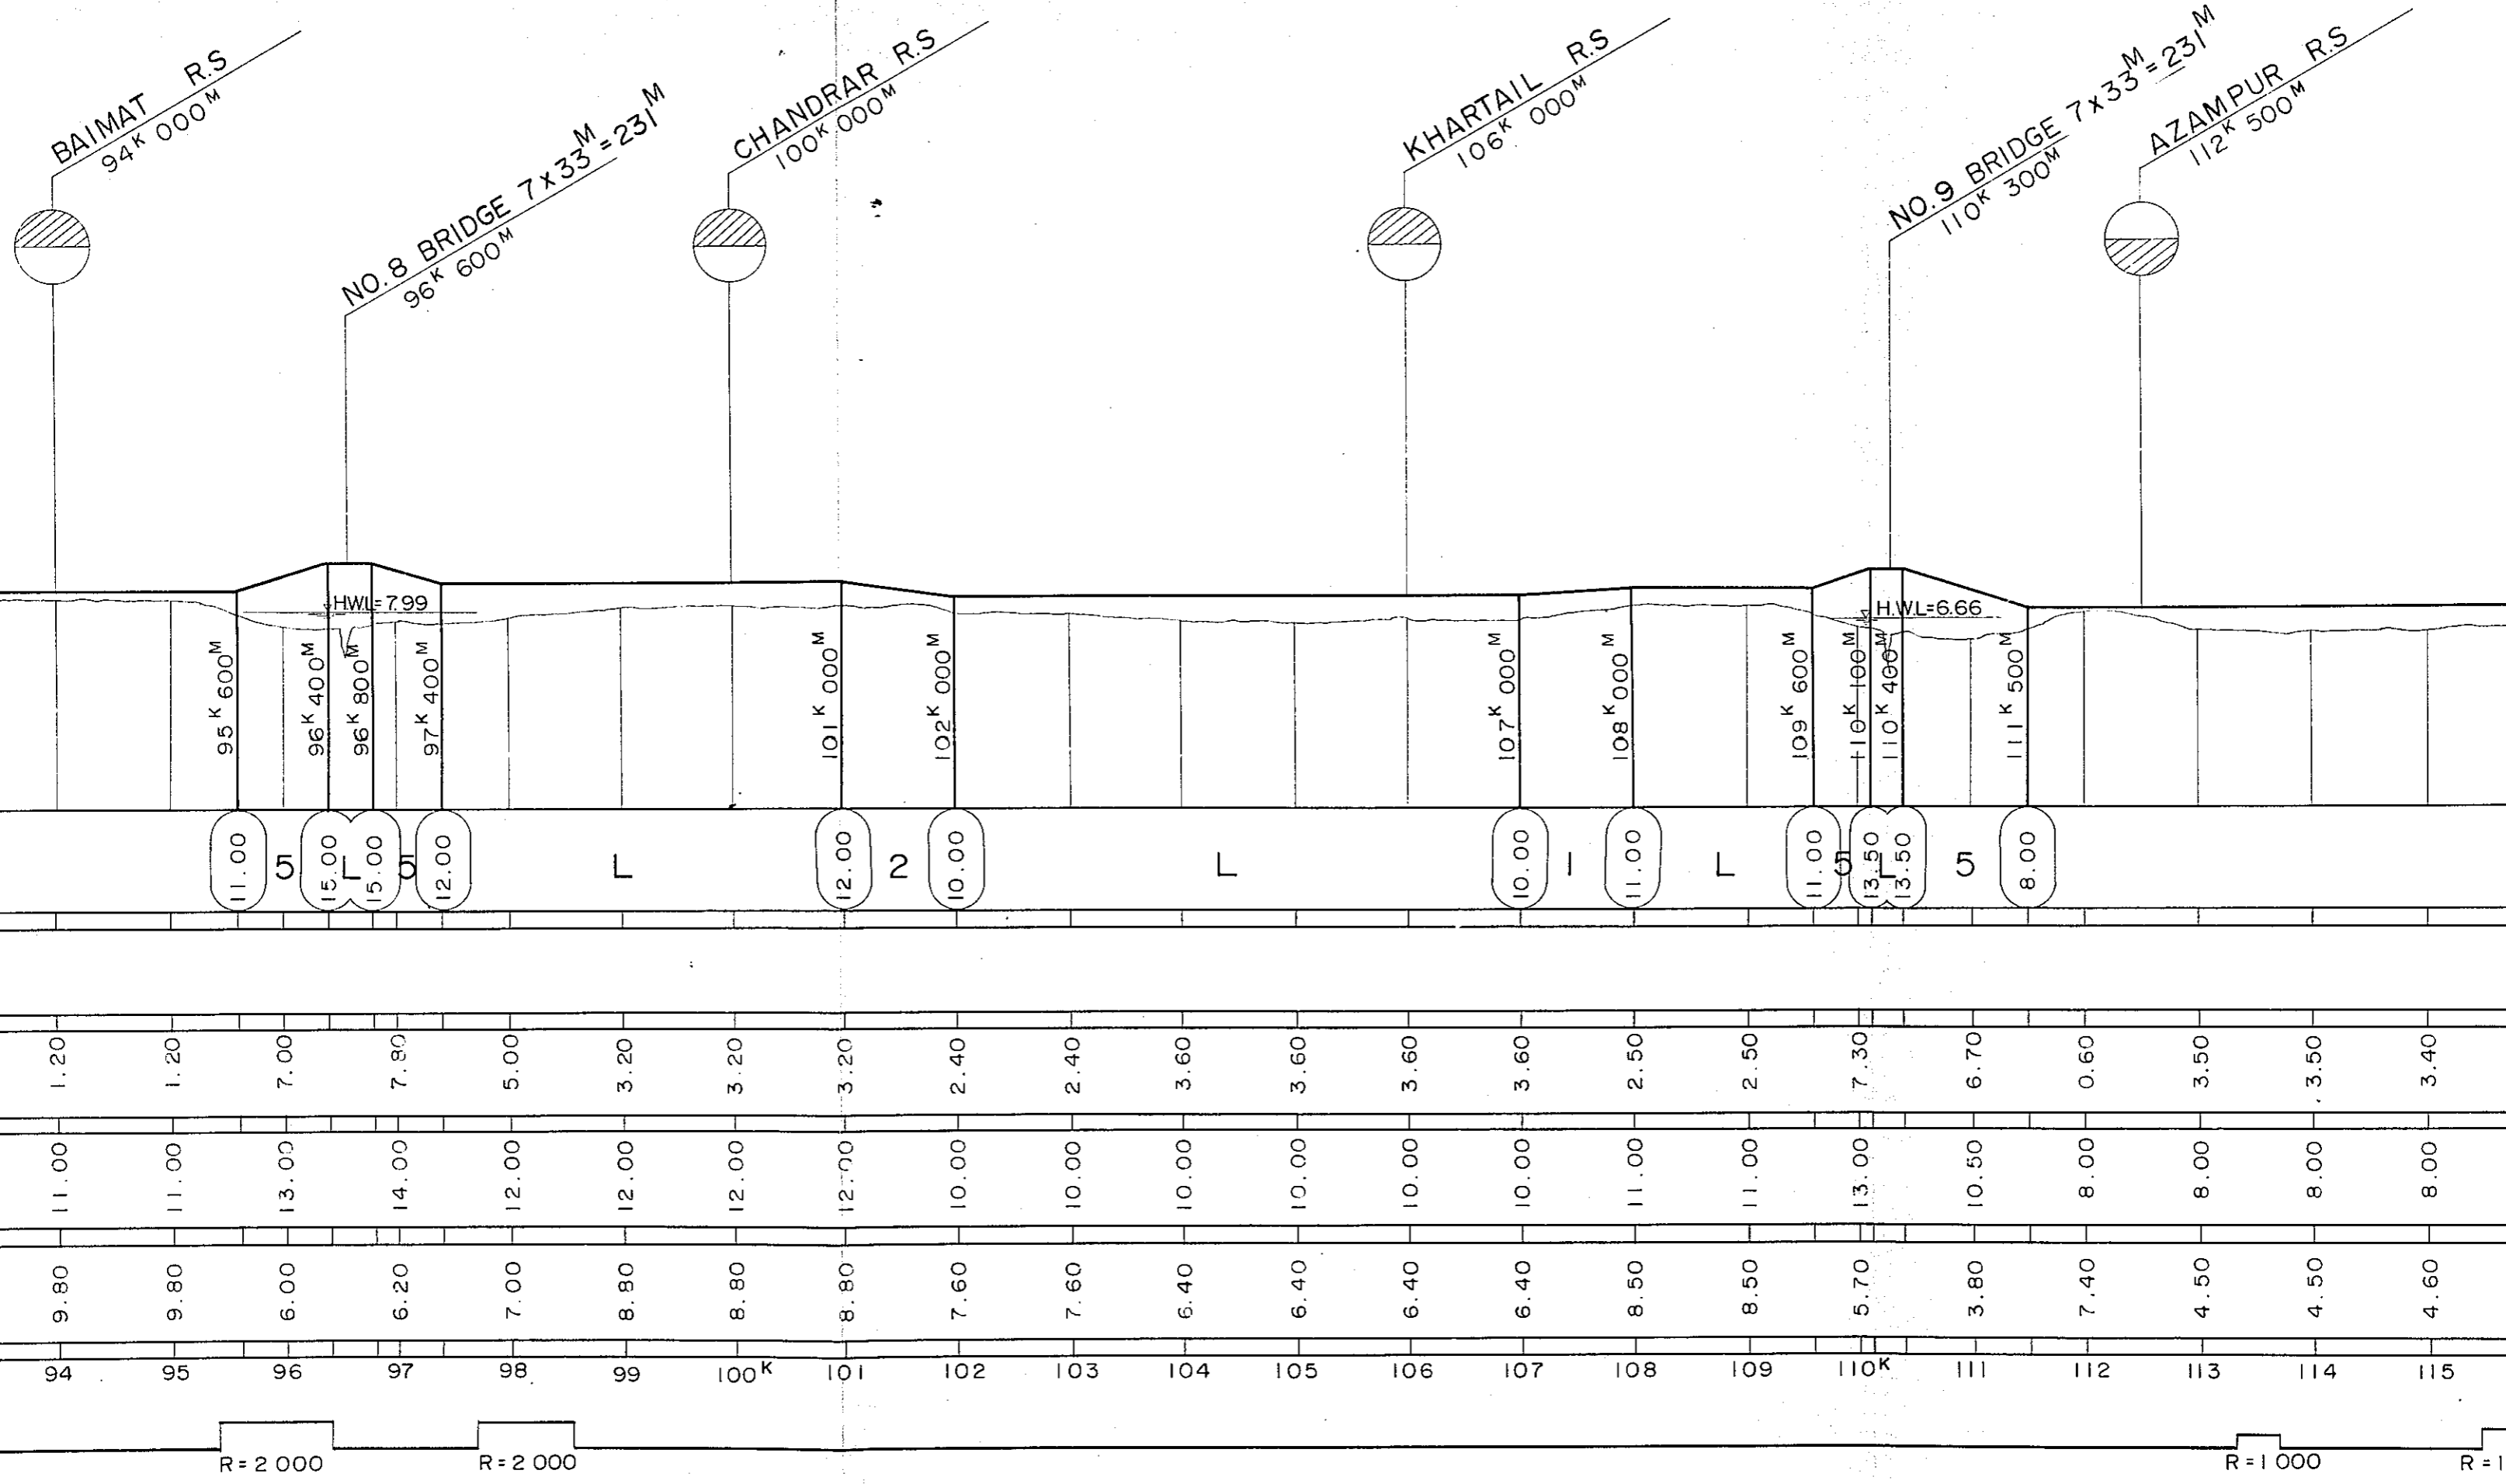 BAIMAT R.S
94K 000M
NO. 8 BRIDGE 7x33M=231M
96K 600M
CHANDRAR R.S
100K 000M
KHARTAIL R.S
106K 000M
NO.9 BRIDGE 7x33M=231M
110K 300M
AZAMPUR R.S
112K 500M
H.W.L=7.99
H.W.L=6.66
95K 600M 96K 400M 96K 800M 97K 400M 101K 000M 102K 000M 107K 000M 108K 000M 109K 600M 110K 100M 110K 400M 111K 500M
11.00 5 15.00 L 15.00 5 12.00 L 12.00 2 10.00 L 10.00 1 11.00 L 11.00 5 13.50 L 13.50 5 8.00
1.20 1.20 7.00 7.80 5.00 3.20 3.20 3.20 2.40 2.40 3.60 3.60 3.60 3.60 2.50 2.50 7.30 6.70 0.60 3.50 3.50 3.40
11.00 11.00 13.00 14.00 12.00 12.00 12.00 12.00 10.00 10.00 10.00 10.00 10.00 10.00 11.00 11.00 13.00 10.50 8.00 8.00 8.00 8.00
9.80 9.80 6.00 6.20 7.00 8.80 8.80 8.80 7.60 7.60 6.40 6.40 6.40 6.40 8.50 8.50 5.70 3.80 7.40 4.50 4.50 4.60
94 95 96 97 98 99 100K 101 102 103 104 105 106 107 108 109 110K 111 112 113 114 115
R=2 000 R=2 000 R=1 000 R=1